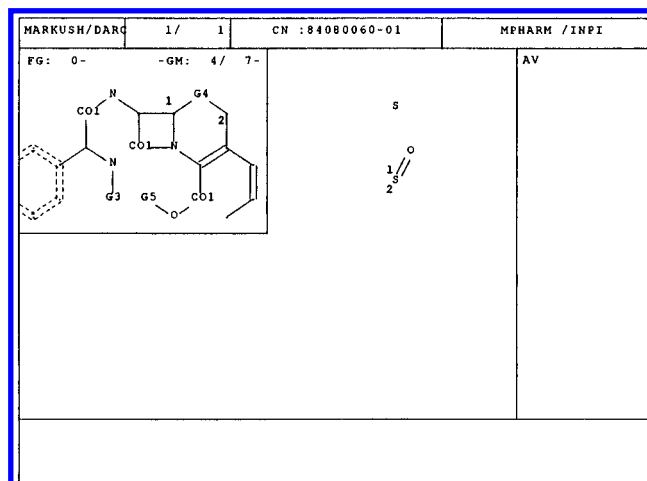 MARKUSH/DARC 1/ 1 CN :84080060-01 MPHARM /INPI
FG: 0- -GM: 4/ 7- AV
N 1 G4 S
CO1 2
CO1 N O
N 1
S
G3 G5 CO1 2
O